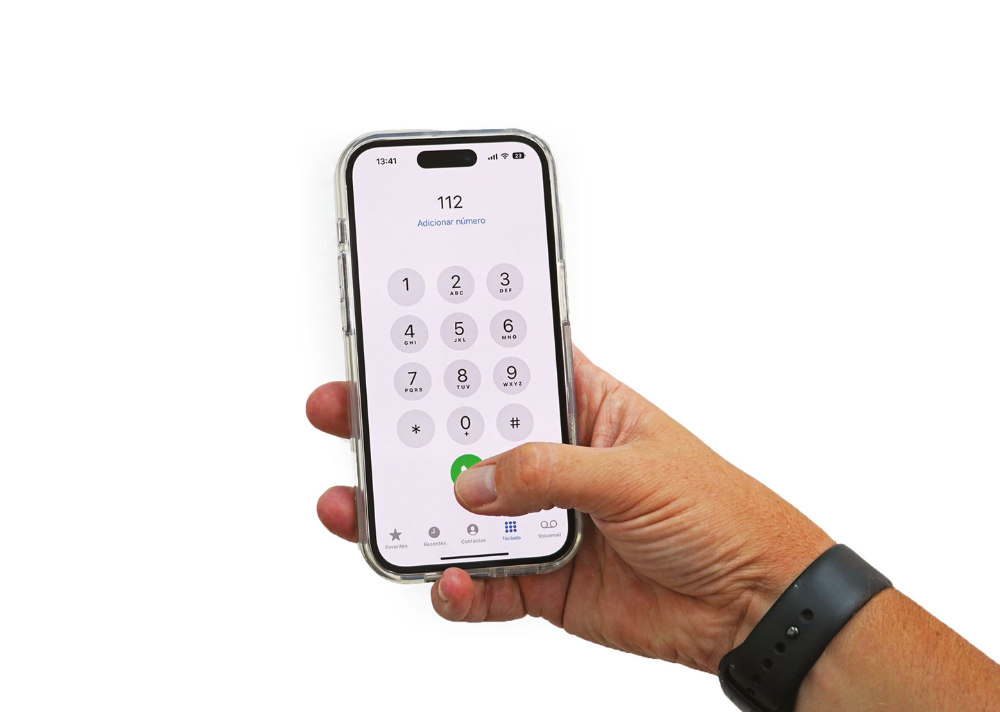 13:41 23
112
Adicionar número
1 2 3
ABC DEF
4 5 6
GHI JKL MNO
7 8 9
PQRS TUV WXYZ
* 0 #
+
Favoritos Recentes Contactos Teclado Voicemail